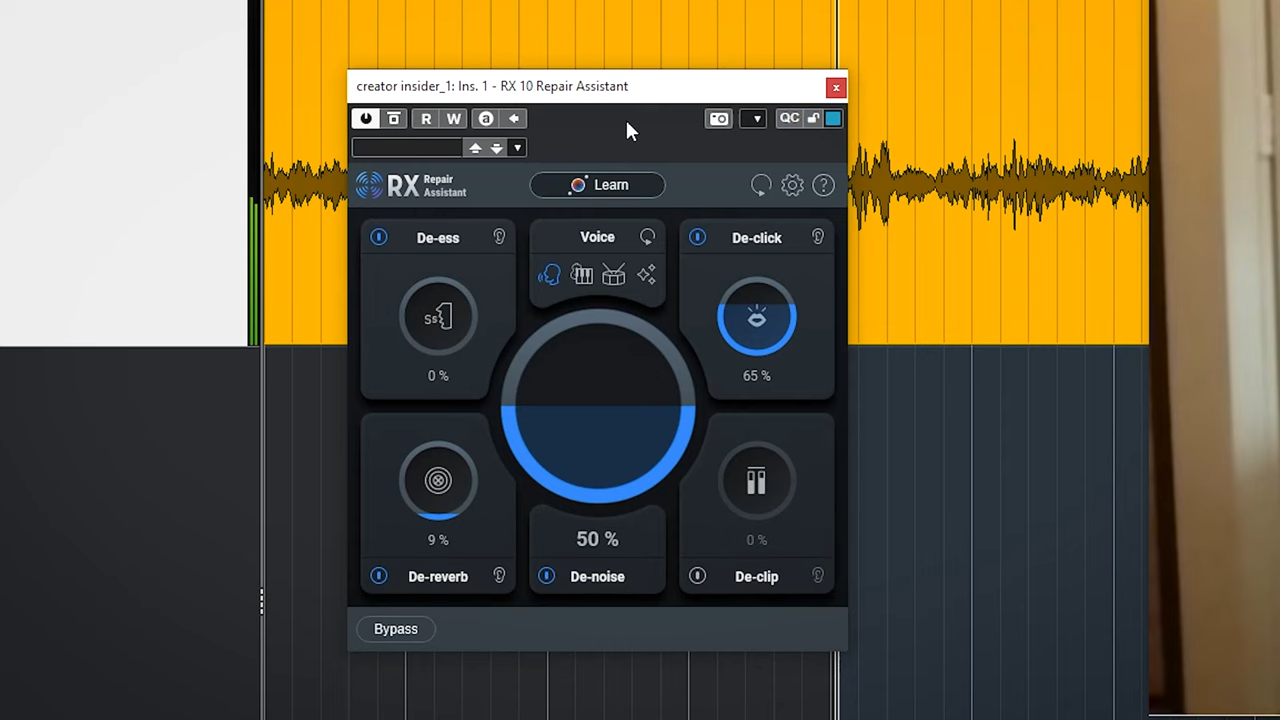 creator insider_1: Ins. 1 - RX 10 Repair Assistant
R W a QC
RX Repair Assistant
Learn
?
De-ess
Voice
De-click
Ss
0 %
65 %
9 %
50 %
0 %
De-reverb
De-noise
De-clip
Bypass